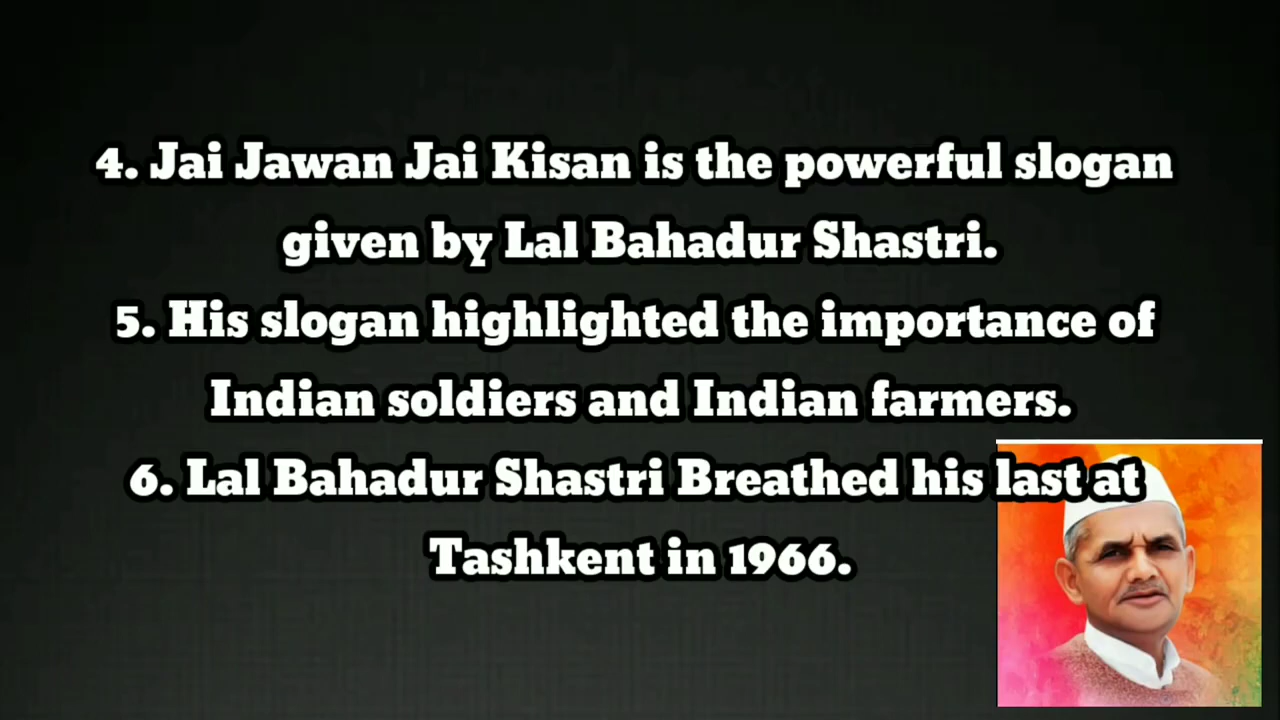 4. Jai Jawan Jai Kisan is the powerful slogan
given by Lal Bahadur Shastri.
5. His slogan highlighted the importance of
Indian soldiers and Indian farmers.
6. Lal Bahadur Shastri Breathed his last at
Tashkent in 1966.